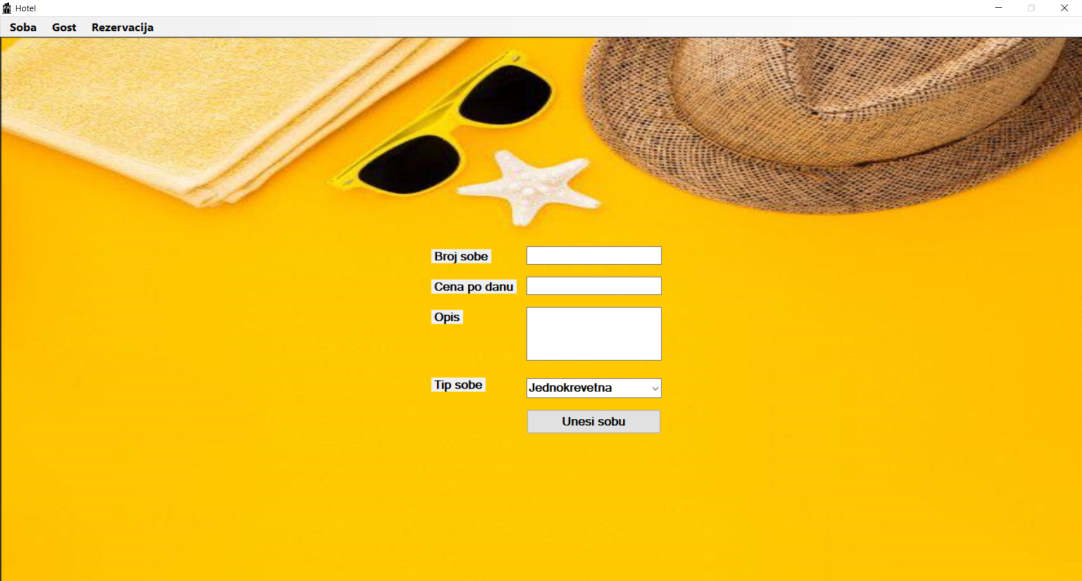 Hotel
Soba Gost Rezervacija
Broj sobe
Cena po danu
Opis
Tip sobe Jednokrevetna
Unesi sobu